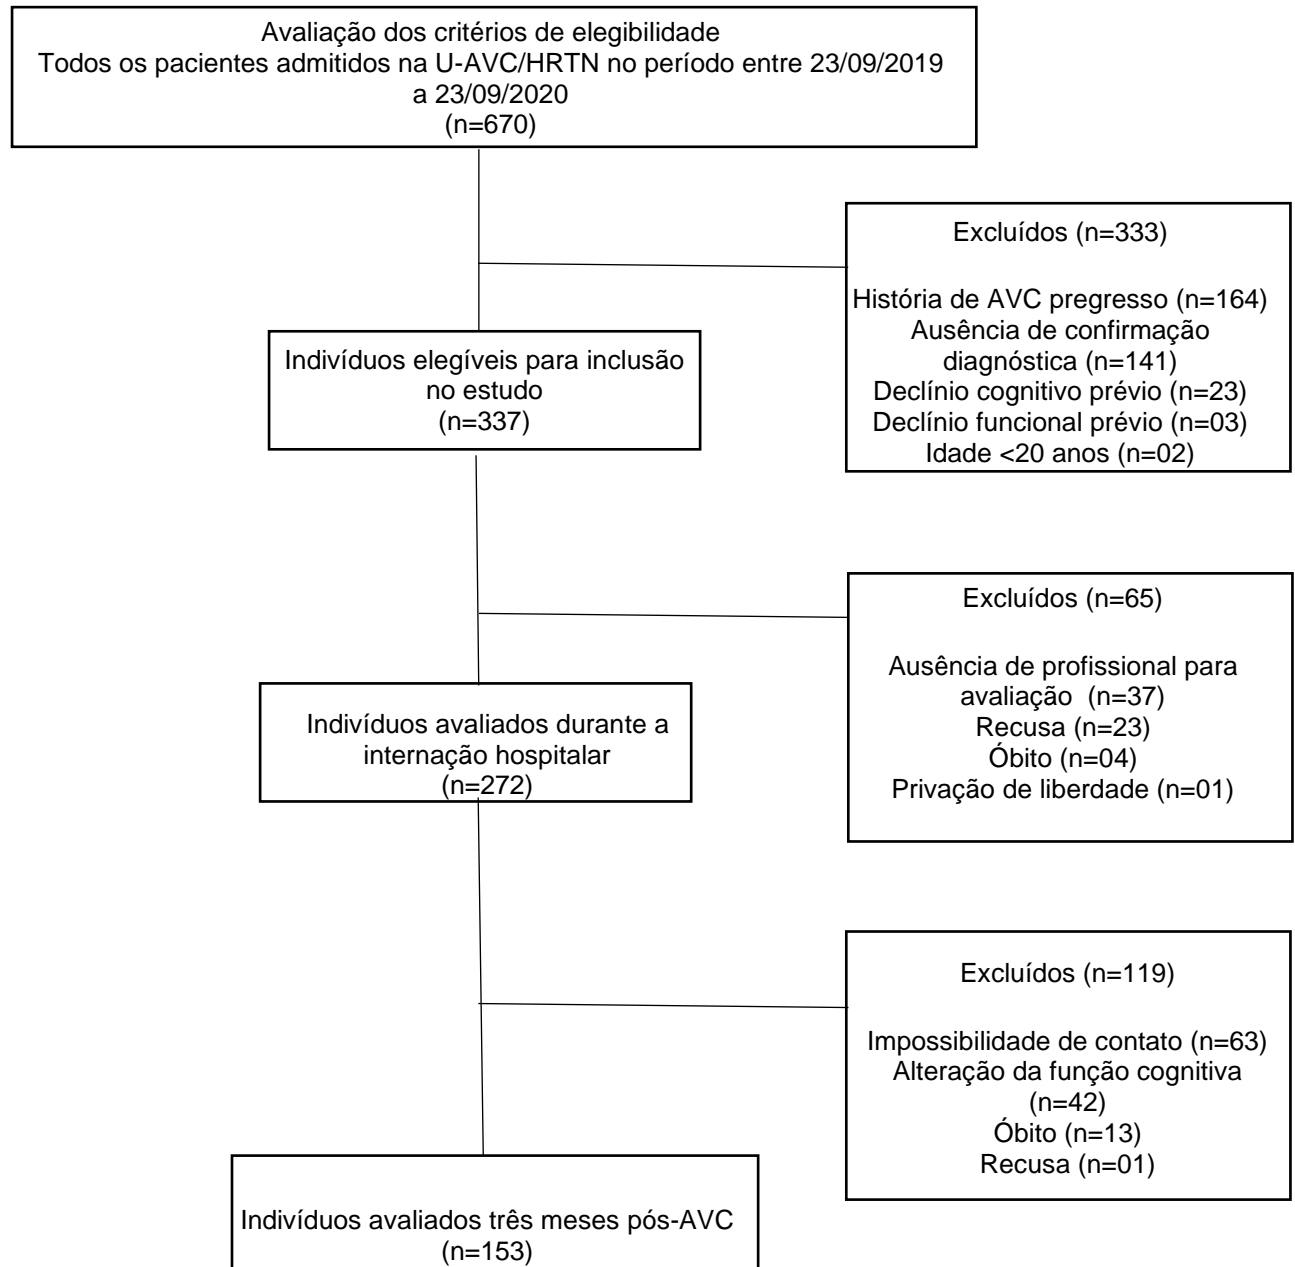 Avaliação dos critérios de elegibilidade
Todos os pacientes admitidos na U-AVC/HRTN no período entre 23/09/2019
a 23/09/2020
(n=670)
Excluídos (n=333)
História de AVC pregresso (n=164)
Ausência de confirmação
diagnóstica (n=141)
Declínio cognitivo prévio (n=23)
Declínio funcional prévio (n=03)
Idade <20 anos (n=02)
Indivíduos elegíveis para inclusão
no estudo
(n=337)
Excluídos (n=65)
Ausência de profissional para
avaliação (n=37)
Recusa (n=23)
Óbito (n=04)
Privação de liberdade (n=01)
Indivíduos avaliados durante a
internação hospitalar
(n=272)
Excluídos (n=119)
Impossibilidade de contato (n=63)
Alteração da função cognitiva
(n=42)
Óbito (n=13)
Recusa (n=01)
Indivíduos avaliados três meses pós-AVC
(n=153)